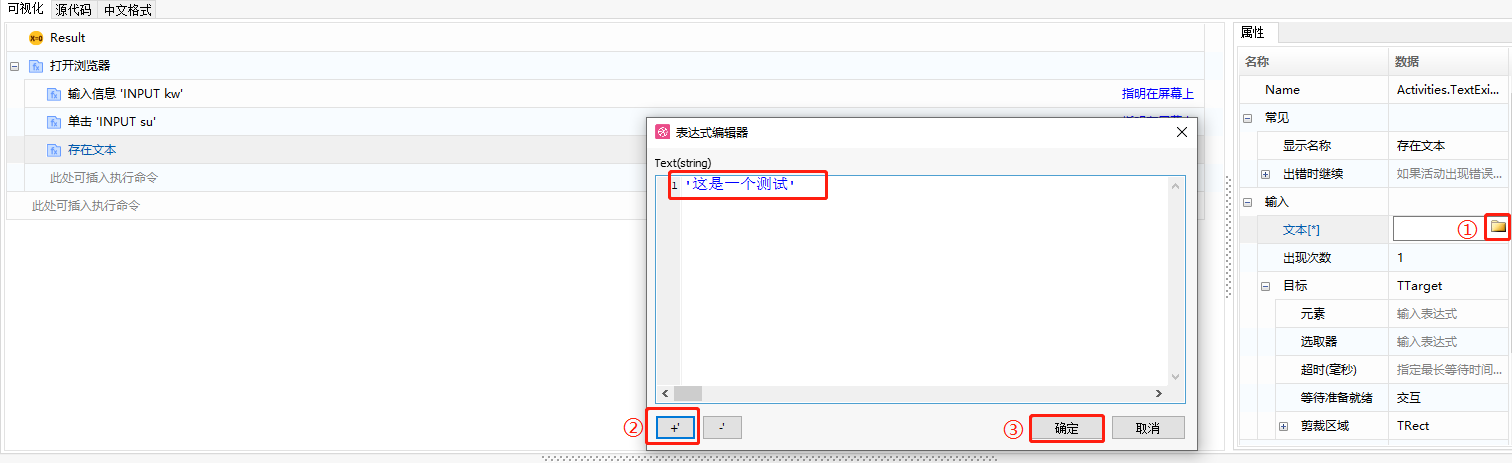 可视化 源代码 中文格式
Result
打开浏览器
输入信息 'INPUT kw' 指明在屏幕上
单击 'INPUT su'
存在文本
此处可插入执行命令
此处可插入执行命令
表达式编辑器
Text(string)
1 '这是一个测试'
② +' -' ③ 确定 取消
属性
名称 数据
Name Activities.TextExi...
常见
显示名称 存在文本
出错时继续 如果活动出现错误...
输入
文本[*] ①
出现次数 1
目标 TTarget
元素 输入表达式
选取器 输入表达式
超时(毫秒) 指定最长等待时间...
等待准备就绪 交互
剪裁区域 TRect